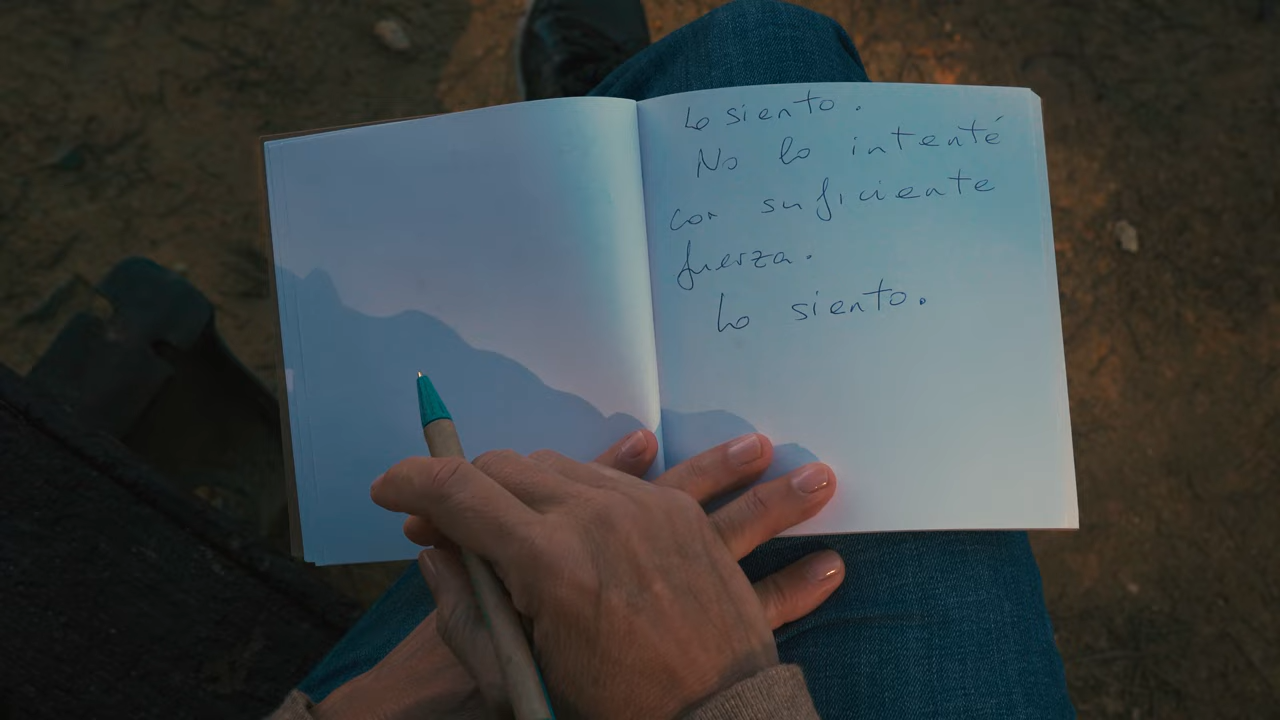 Lo siento.
No lo intenté
con suficiente
fuerza.
Lo siento.